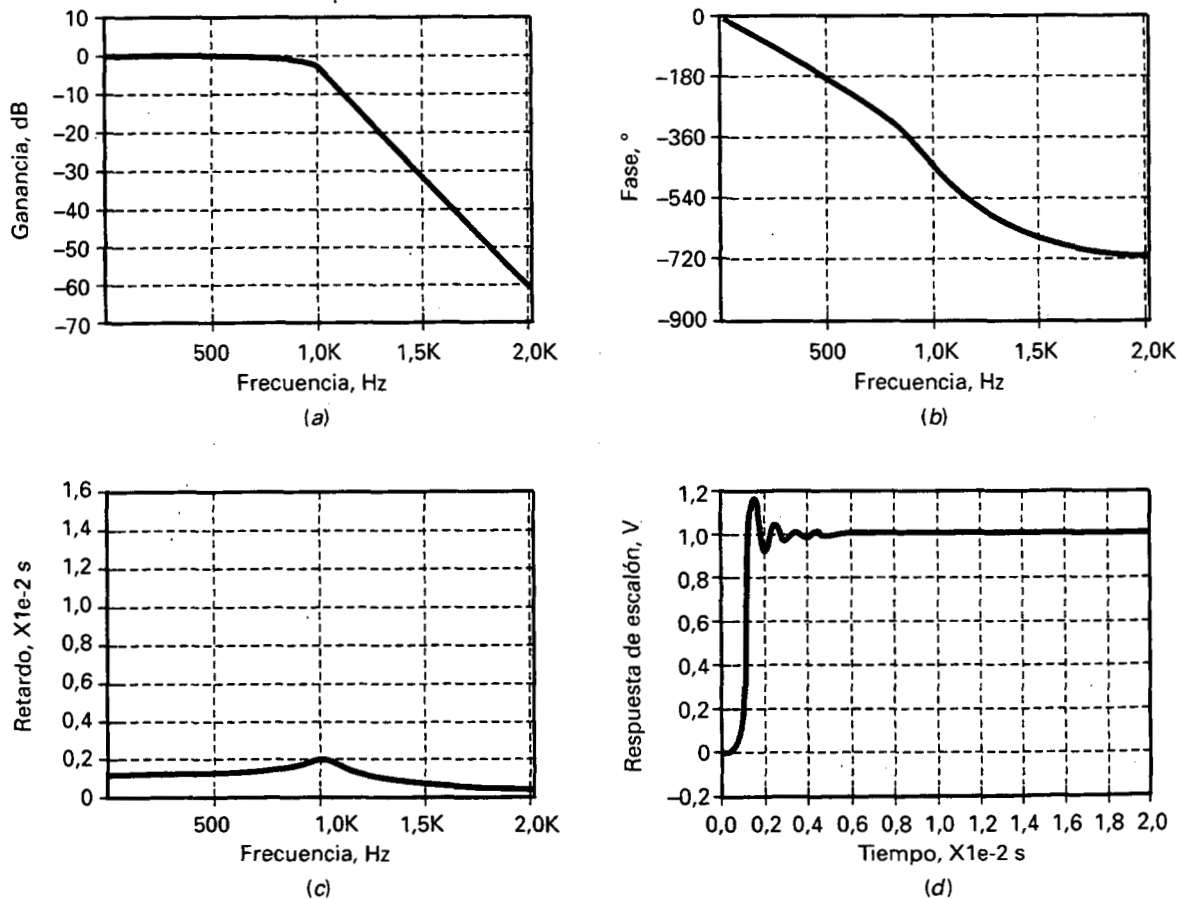 10
0
–10
–20
–30
–40
–50
–60
–70
Ganancia, dB
500
1,0K
1,5K
2,0K
Frecuencia, Hz
(a)
0
–180
–360
–540
–720
–900
Fase, °
500
1,0K
1,5K
2,0K
Frecuencia, Hz
(b)
1,6
1,4
1,2
1,0
0,8
0,6
0,4
0,2
0
Retardo, X1e-2 s
500
1,0K
1,5K
2,0K
Frecuencia, Hz
(c)
1,2
1,0
0,8
0,6
0,4
0,2
0
–0,2
Respuesta de escalón, V
0,0 0,2 0,4 0,6 0,8 1,0 1,2 1,4 1,6 1,8 2,0
Tiempo, X1e-2 s
(d)